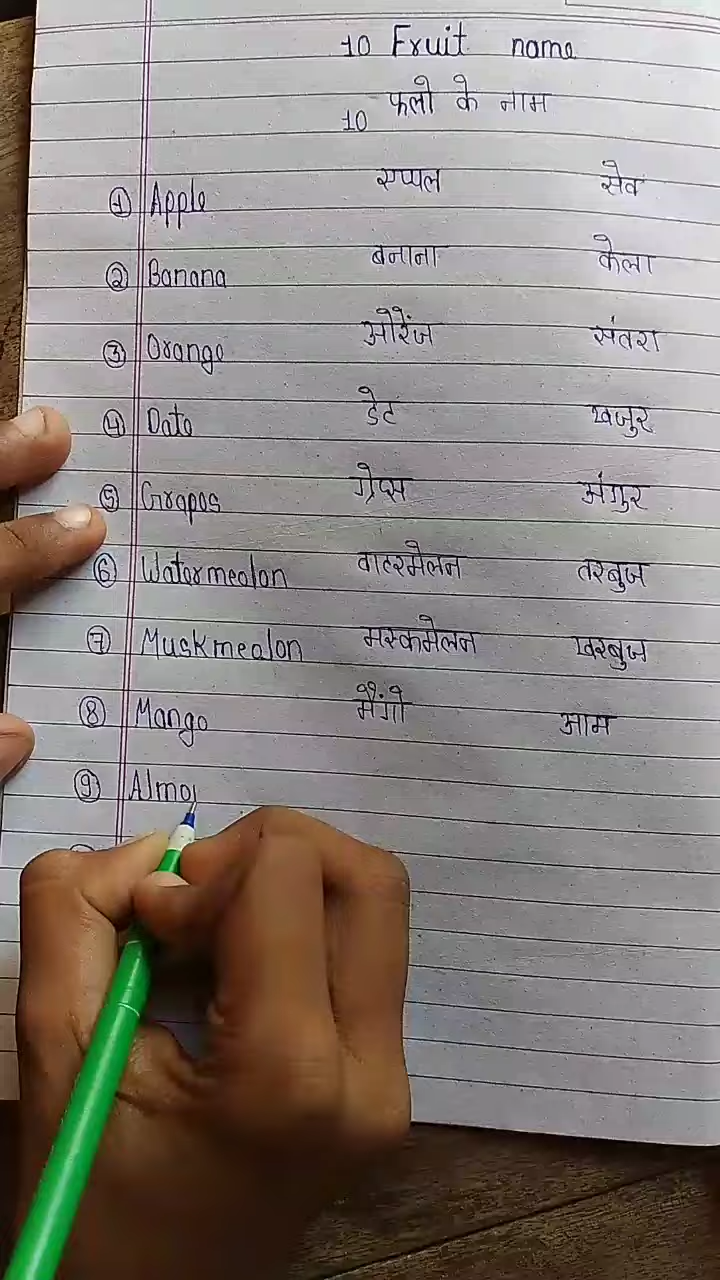 10 Fruit name
10 फलो के नाम
① Apple एप्पल सेव
② Banana बनाना केला
③ Orange ओरेंज संतरा
④ Date डेट खजुर
⑤ Grapes ग्रेप्स अंगुर
⑥ Watermealon वाटरमेलन तरबुज
⑦ Muskmealon मस्कमेलन खरबुज
⑧ Mango मैंगो आम
⑨ Almo